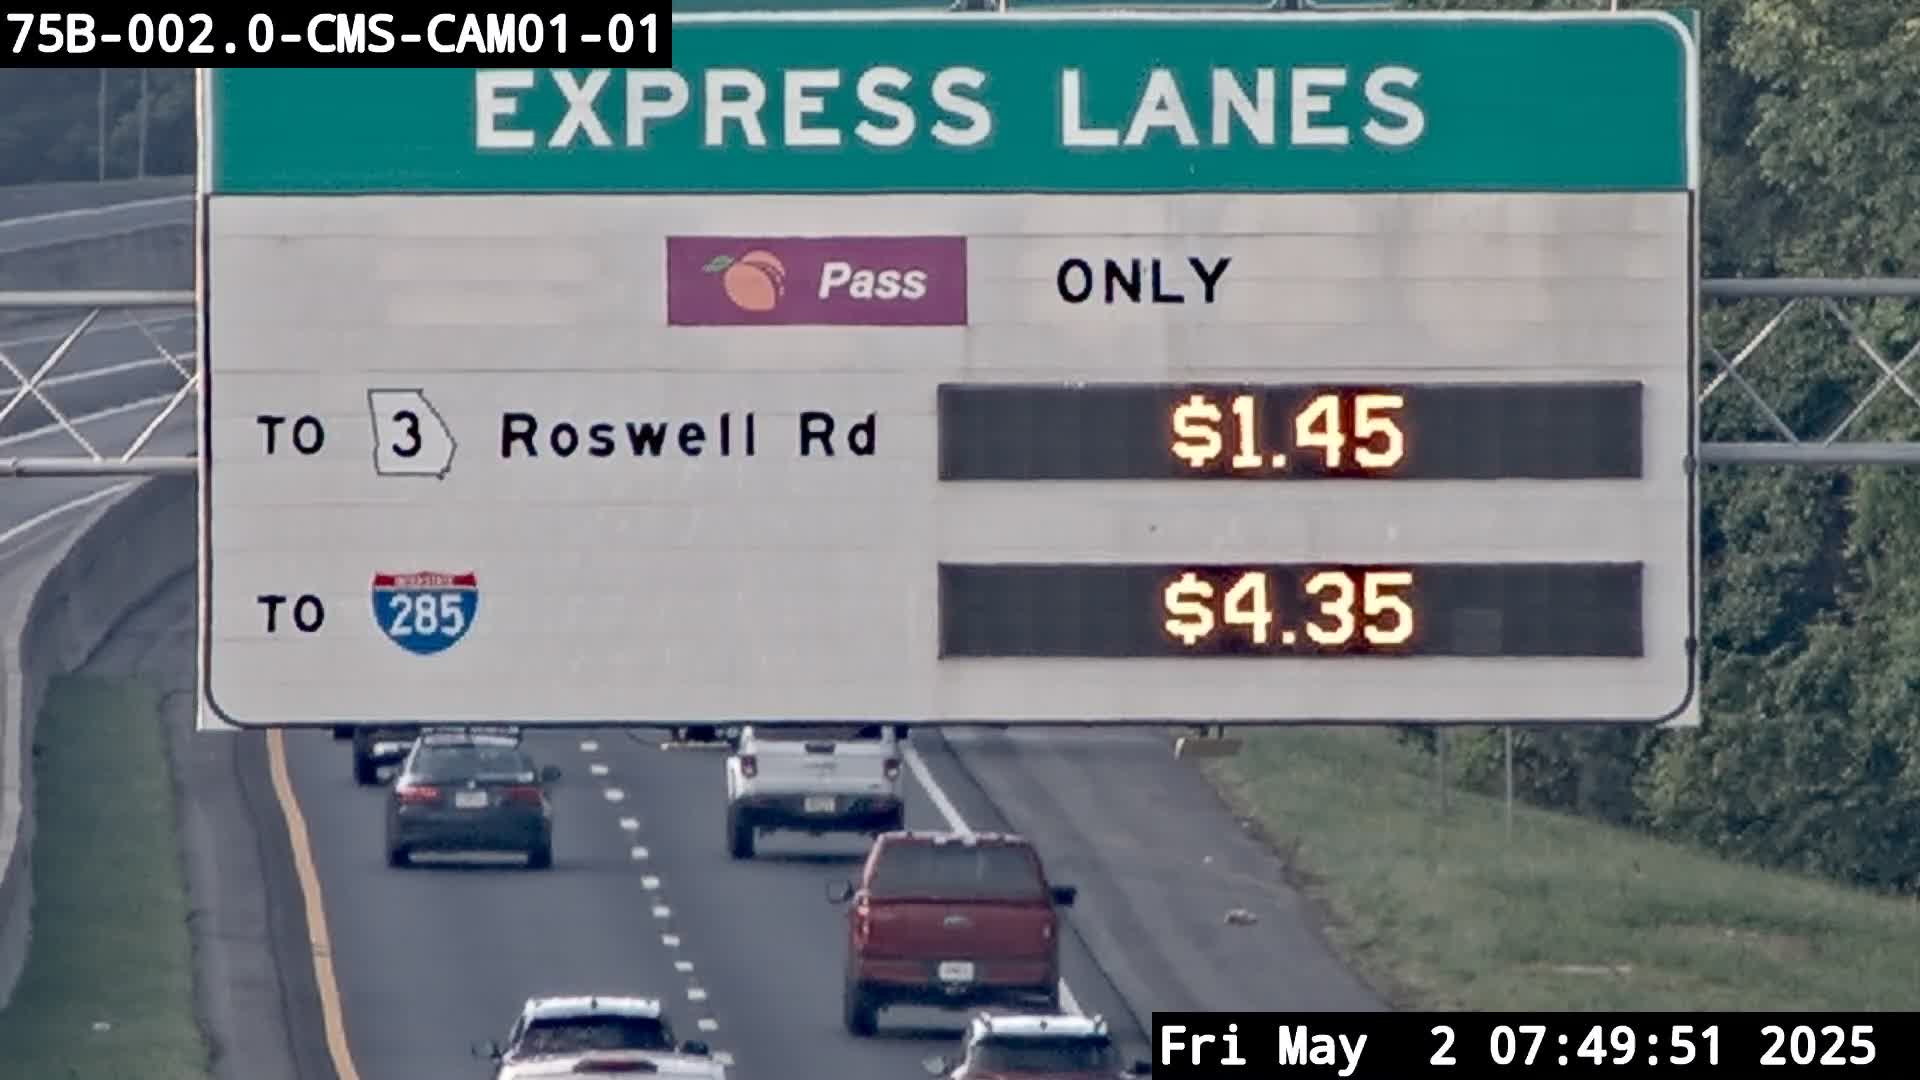 75B-002.0-CMS-CAM01-01
EXPRESS LANES
Pass ONLY
TO 3 Roswell Rd $1.45
TO INTERSTATE 285 $4.35
Fri May 2 07:49:51 2025